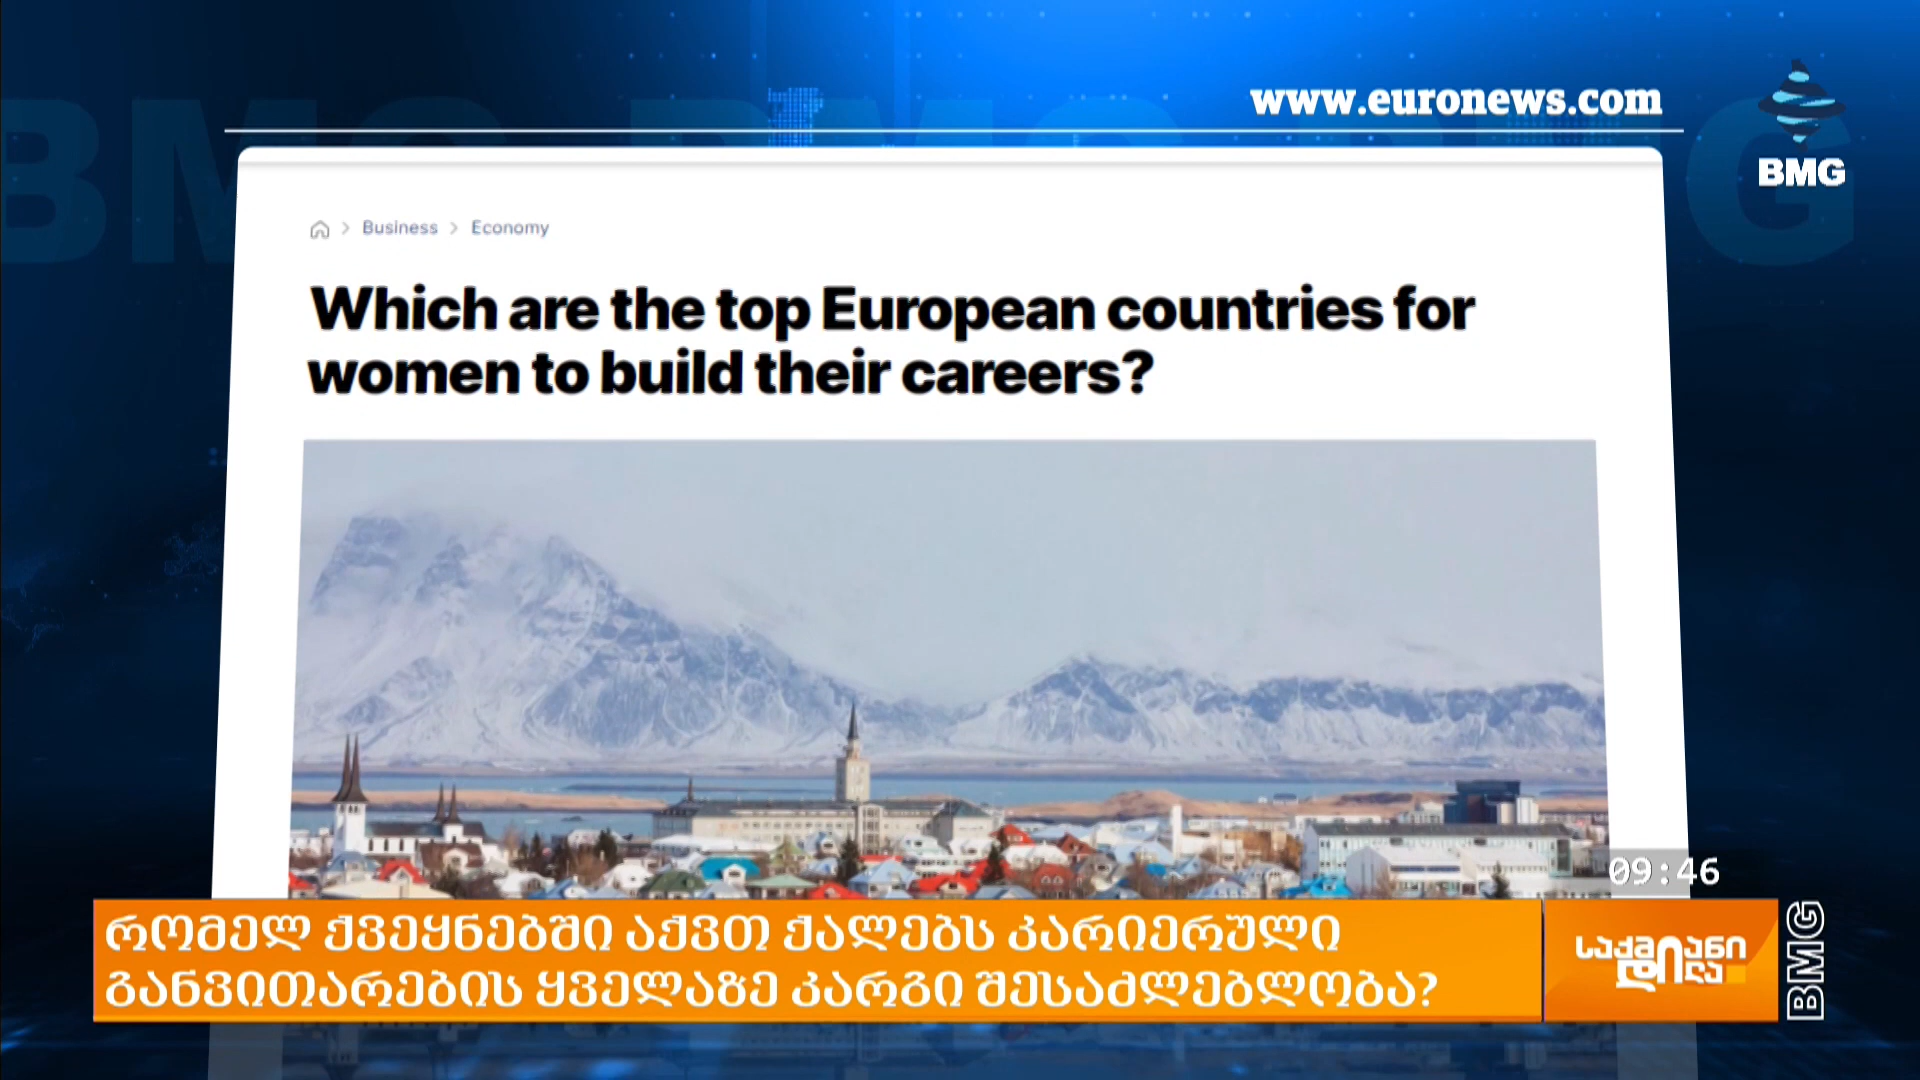 www.euronews.com
BMG
Business > Economy
Which are the top European countries for
women to build their careers?
09:46
რომელ ქვეყნებში აქვთ ქალებს კარიერული
განვითარების ყველაზე კარგი შესაძლებლობა?
საქმიანი
დილა
BMG